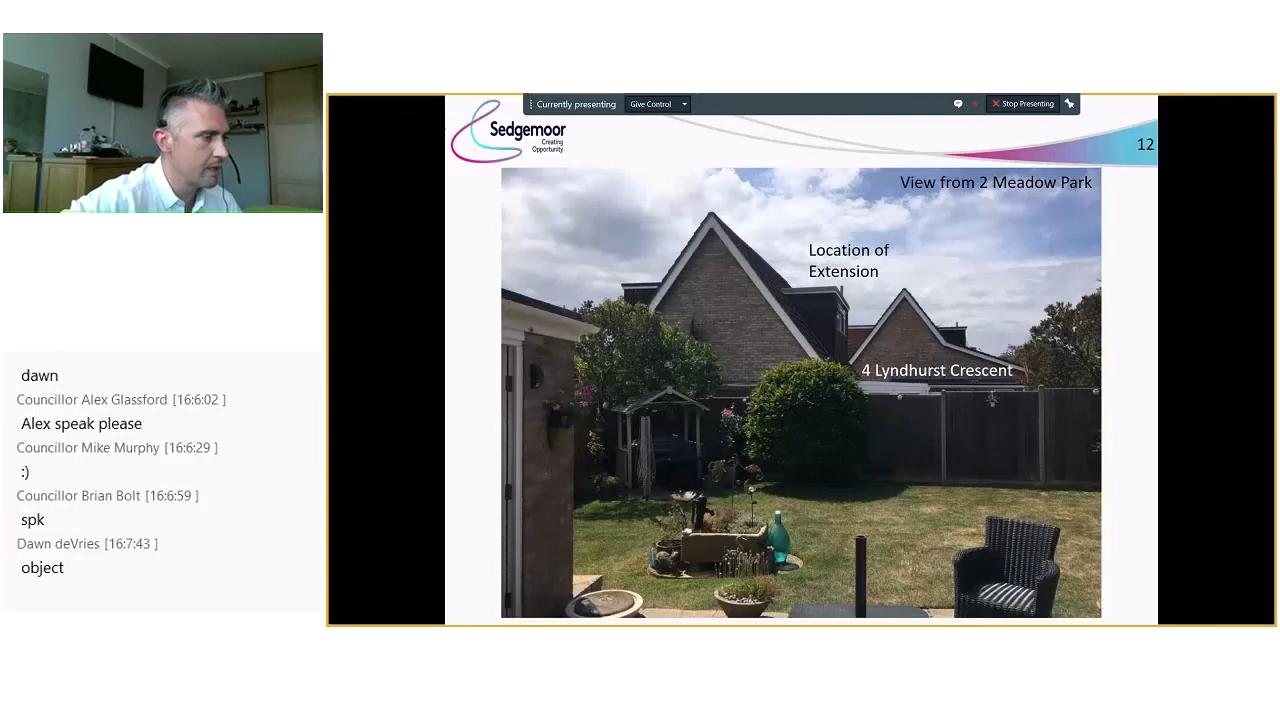 Currently presenting
Give Control
Stop Presenting
Sedgemoor
Creating
Opportunity
12
View from 2 Meadow Park
Location of
Extension
4 Lyndhurst Crescent
dawn
Councillor Alex Glassford [16:6:02 ]
Alex speak please
Councillor Mike Murphy [16:6:29 ]
:)
Councillor Brian Bolt [16:6:59 ]
spk
Dawn deVries [16:7:43 ]
object